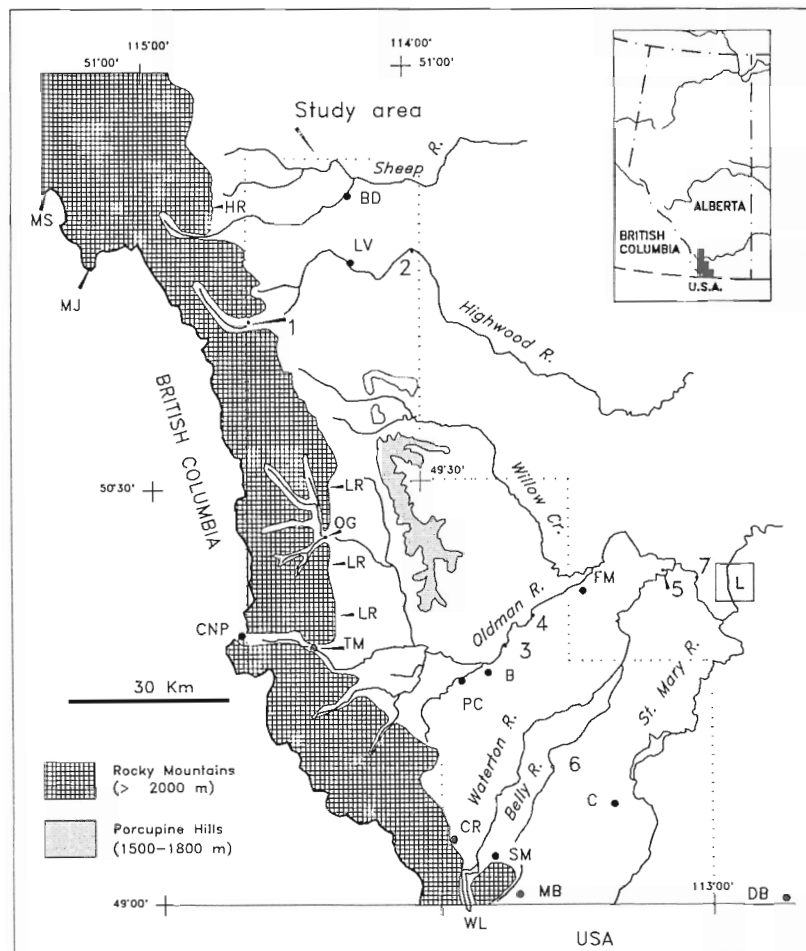 115°00'
51°00'
114°00'
51°00'
Study area
Sheep R.
HR
BD
MS
LV
2
MJ
1
Highwood R.
ALBERTA
BRITISH
COLUMBIA
U.S.A.
BRITISH COLUMBIA
50°30'
49°30'
LR
OG
LR
LR
Willow Cr.
FM
7
L
5
Oldman R.
4
3
CNP
TM
B
PC
30 Km
St. Mary R.
Waterton R.
Belly R.
6
C
Rocky Mountains
(> 2000 m)
Porcupine Hills
(1500-1800 m)
CR
SM
MB
WL
49°00'
113°00'
DB
USA